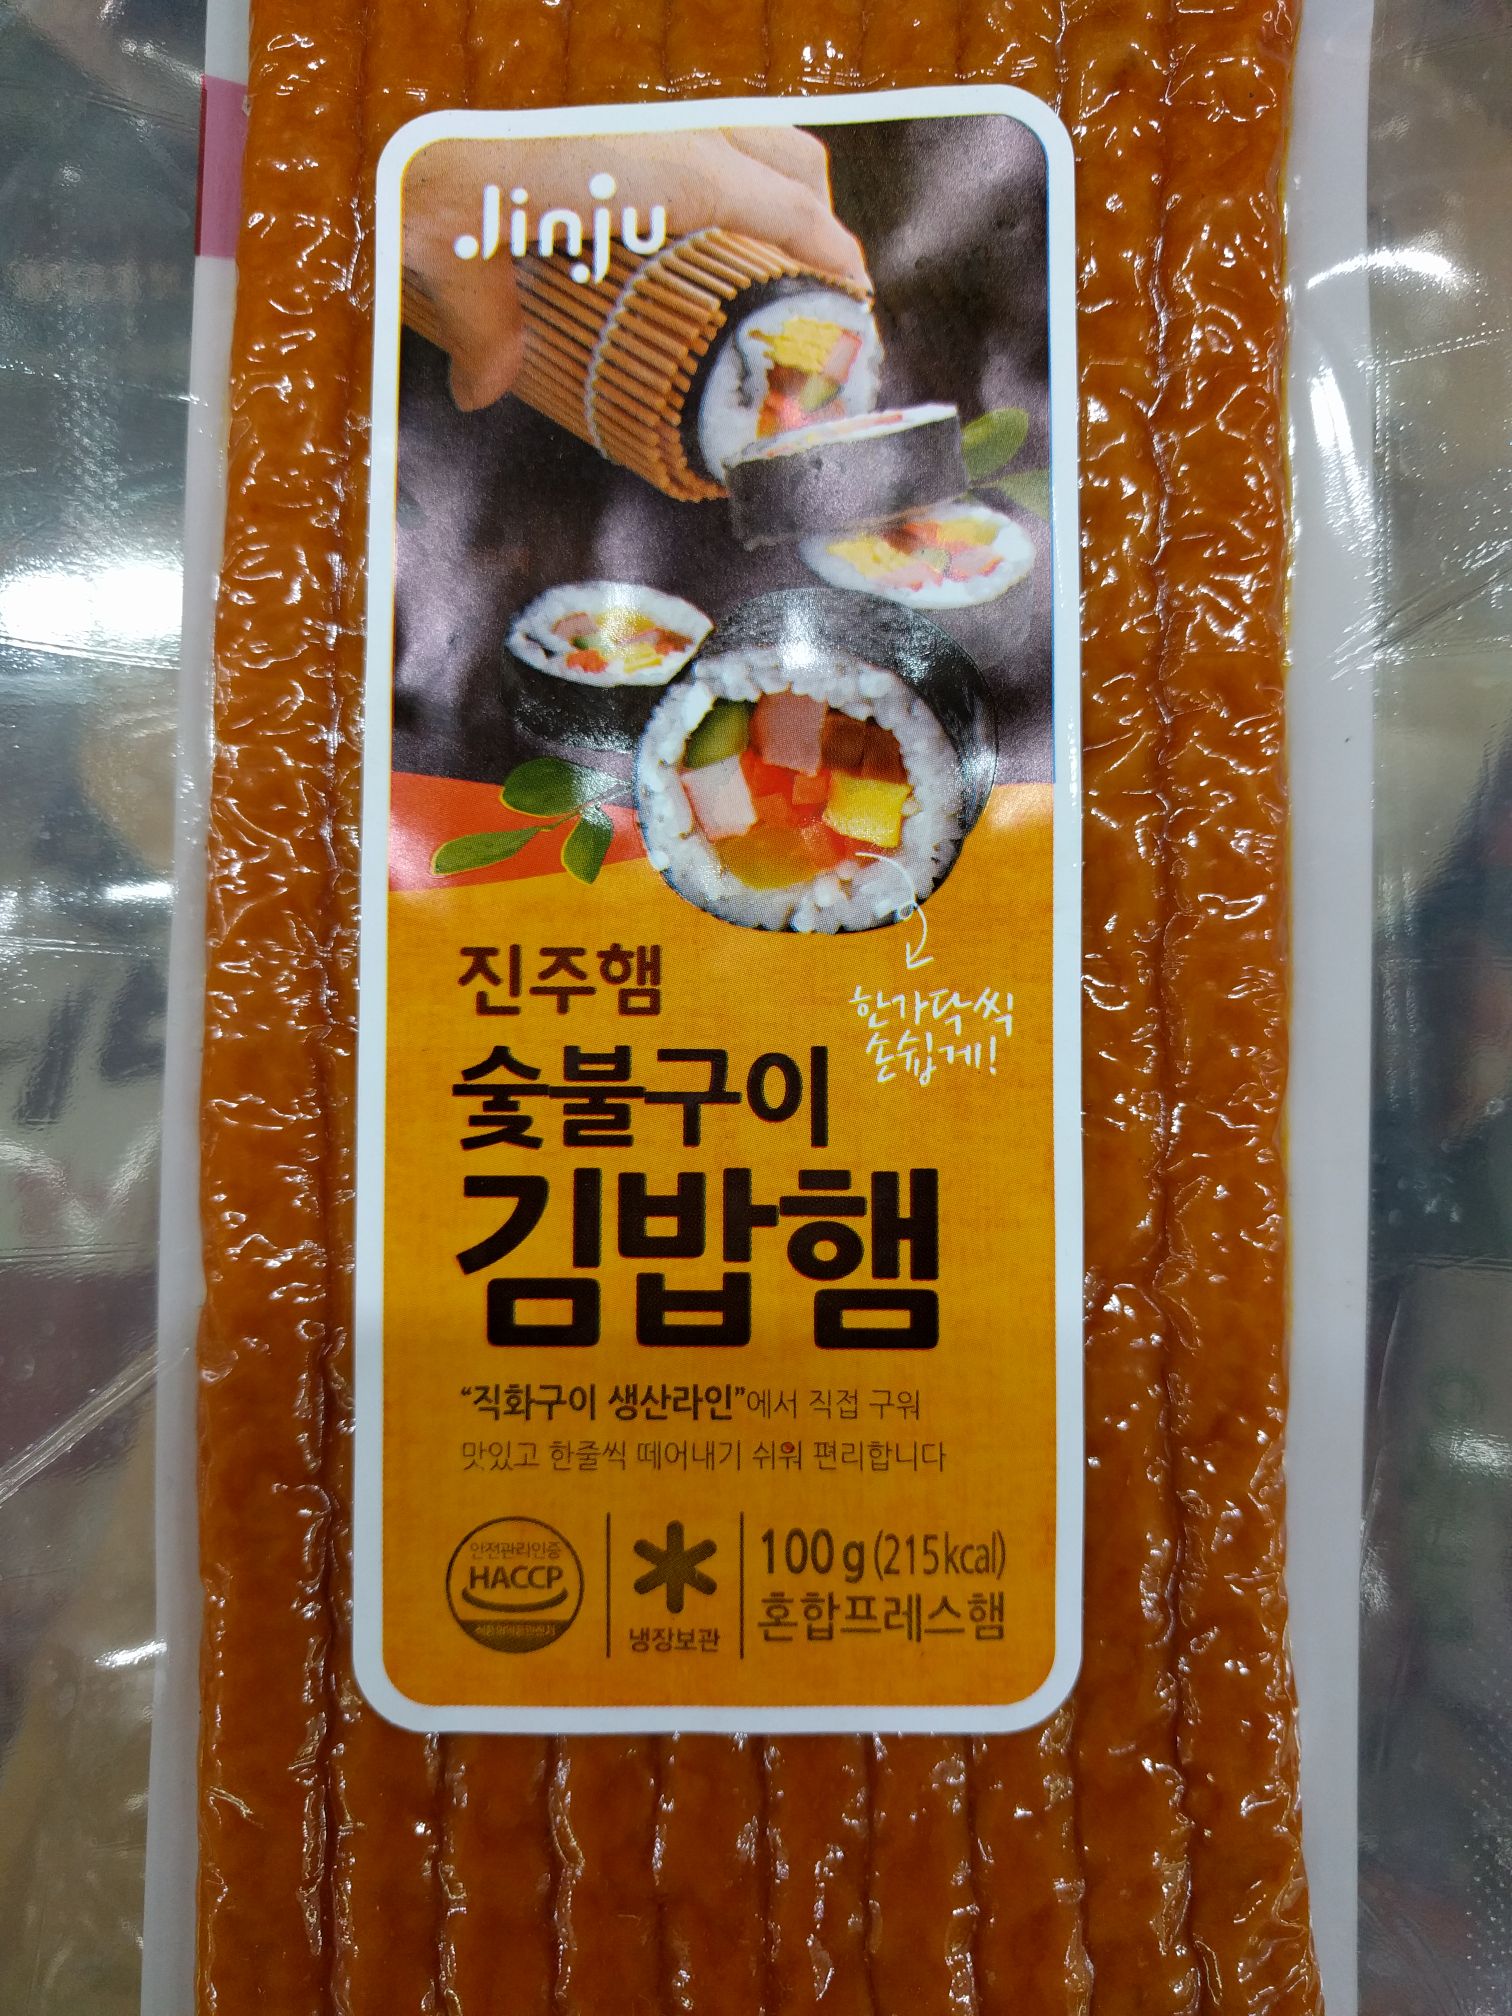 Jinju
진주햄
한가닥씩
손쉽게!
숯불구이
김밥햄
“직화구이 생산라인”에서 직접 구워
맛있고 한줄씩 떼어내기 쉬워 편리합니다
안전관리인증
HACCP
냉장보관
100g(215kcal)
혼합프레스햄